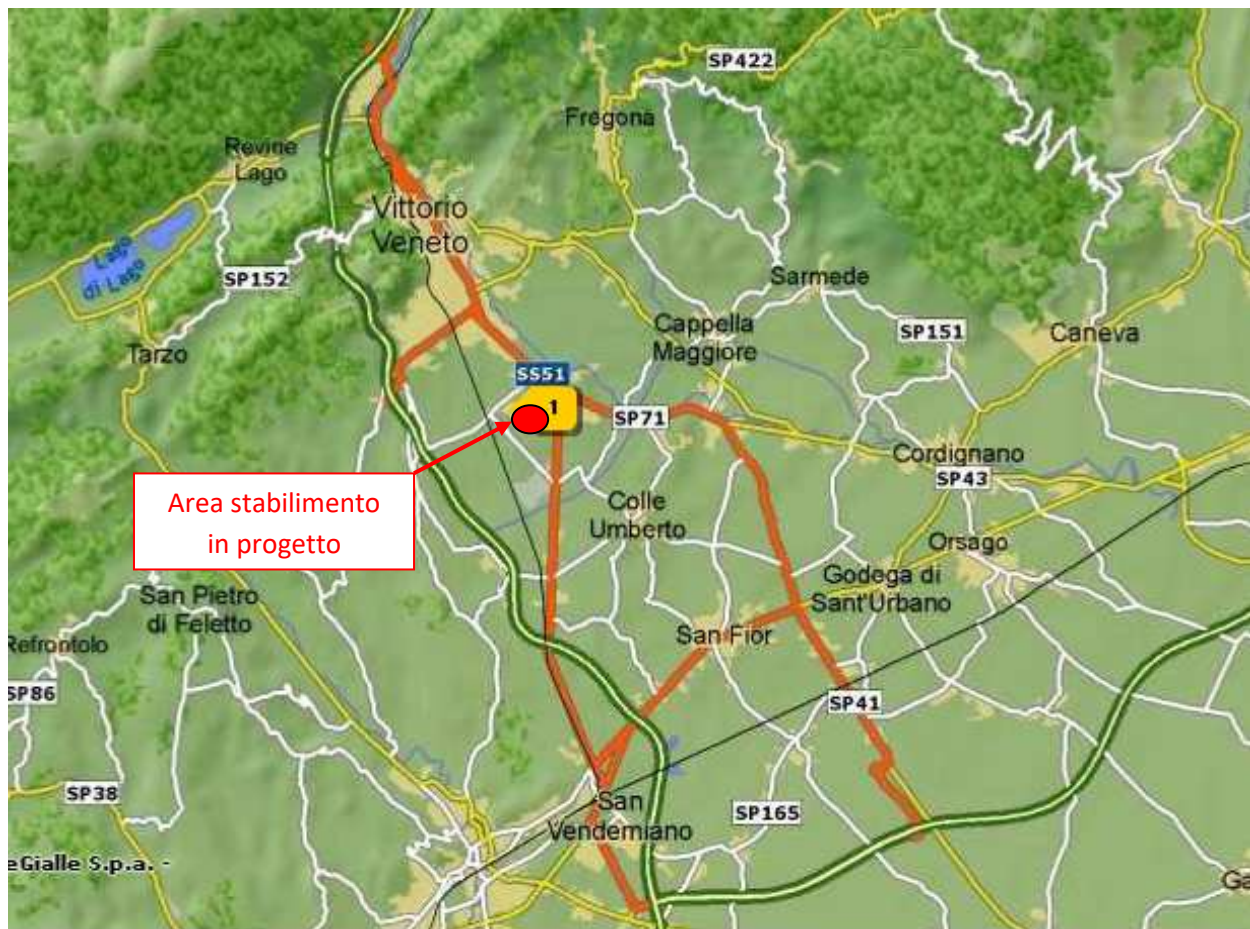 SP422
Fregona
Revine
Lago
Vittorio
Veneto
Lago
di Lago
SP152
Sarmede
Cappella
Maggiore
SP151
Caneva
Tarzo
SS51
1
SP71
Cordignano
SP43
Area stabilimento
in progetto
Colle
Umberto
Orsago
Godega di
Sant'Urbano
San Pietro
di Feletto
San Fior
Refrontolo
SP86
SP41
SP38
San
Vendemiano
SP165
eGialle S.p.a. -
Ga